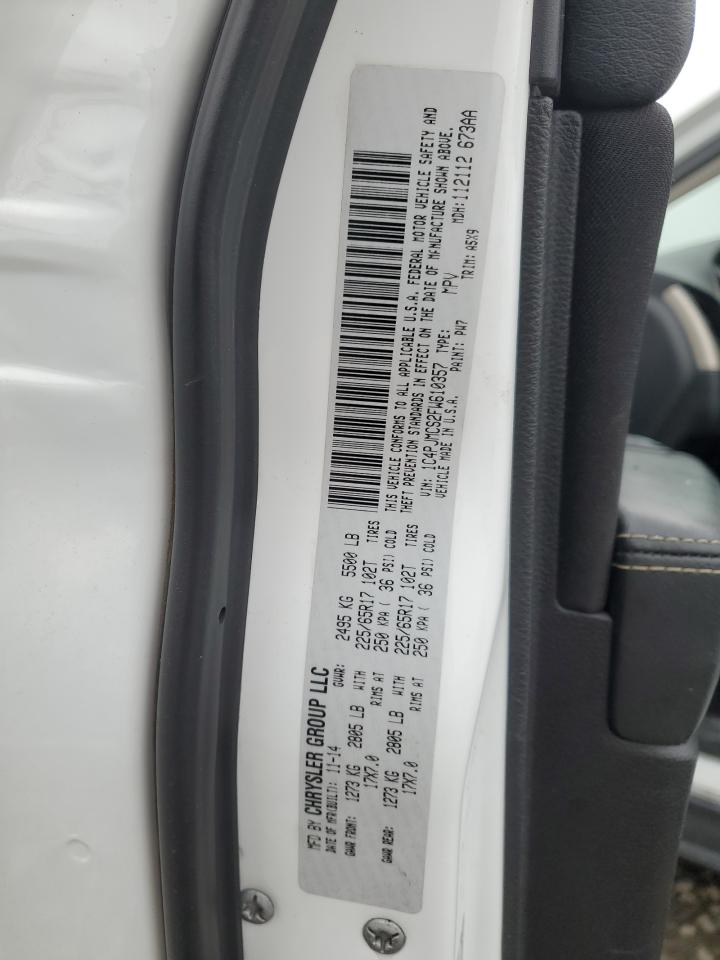 MFD BY CHRYSLER GROUP LLC
DATE OF MFR(BUILT): 11-14 GVWR: 2495 KG 5500 LB
GAWR FRONT: 1273 KG 2805 LB WITH 225/65R17 102T TIRES
17X7.0 RIMS AT 250 KPA ( 36 PSI) COLD
GAWR REAR: 1273 KG 2805 LB WITH 225/65R17 102T TIRES
17X7.0 RIMS AT 250 KPA ( 36 PSI) COLD
THIS VEHICLE CONFORMS TO ALL APPLICABLE U.S.A. FEDERAL MOTOR VEHICLE SAFETY AND
THEFT PREVENTION STANDARDS IN EFFECT ON THE DATE OF MANUFACTURE SHOWN ABOVE.
VIN: 1C4PJMCS2FW610357 TYPE: MPV MDH: 112112 673AA
VEHICLE MADE IN U.S.A. PAINT: PW7 TRIM: A5X9